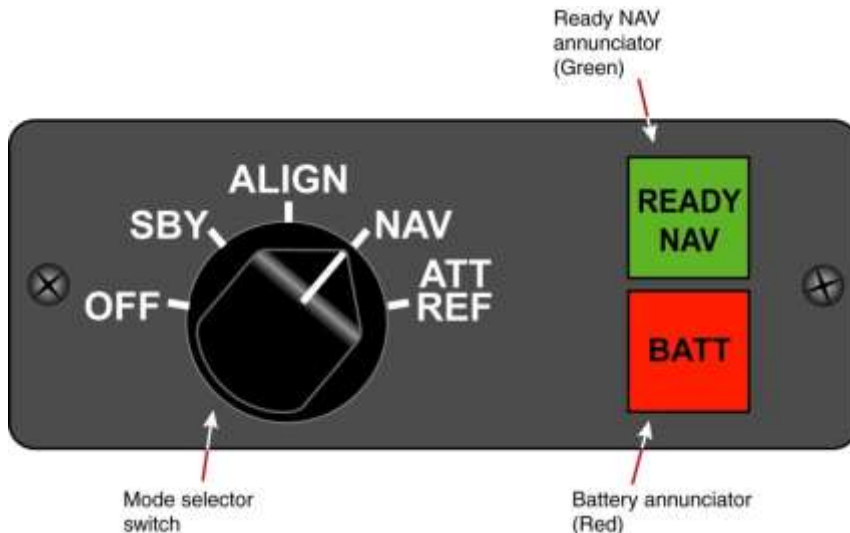 Ready NAV
annunciator
(Green)
ALIGN
SBY
NAV
OFF
ATT
REF
READY
NAV
BATT
Mode selector
switch
Battery annunciator
(Red)